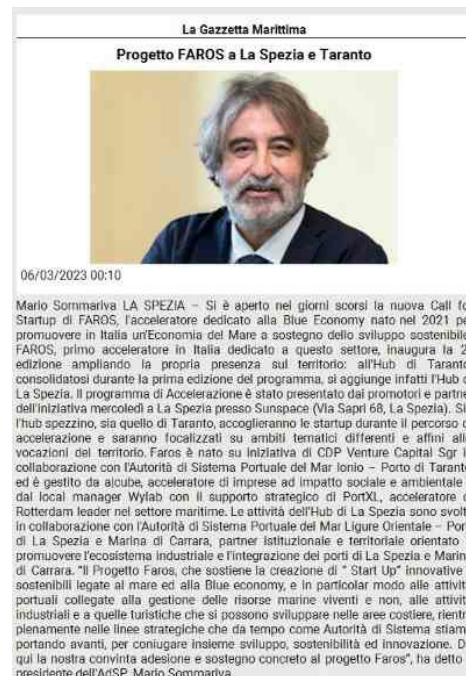 La Gazzetta Marittima
Progetto FAROS a La Spezia e Taranto
06/03/2023 00:10
Mario Sommariva LA SPEZIA – Si è aperto nei giorni scorsi la nuova Call fo
Startup di FAROS, l'acceleratore dedicato alla Blue Economy nato nel 2021 pe
promuovere in Italia un'Economia del Mare a sostegno dello sviluppo sostenibile
FAROS, primo acceleratore in Italia dedicato a questo settore, inaugura la 2
edizione ampliando la propria presenza sul territorio: all'Hub di Taranto
consolidatosi durante la prima edizione del programma, si aggiunge infatti l'Hub d
La Spezia. Il programma di Accelerazione è stato presentato dai promotori e partne
dell'iniziativa mercoledì a La Spezia presso Sunspace (Via Sapri 68, La Spezia). Si
l'hub spezzino, sia quello di Taranto, accoglieranno le startup durante il percorso d
accelerazione e saranno focalizzati su ambiti tematici differenti e affini all
vocazioni del territorio. Faros è nato su iniziativa di CDP Venture Capital Sgr i
collaborazione con l'Autorità di Sistema Portuale del Mar Ionio – Porto di Tarant
ed è gestito da a|cube, acceleratore di imprese ad impatto sociale e ambientale
dal local manager Wylab con il supporto strategico di PortXL, acceleratore d
Rotterdam leader nel settore maritime. Le attività dell'Hub di La Spezia sono svolt
in collaborazione con l'Autorità di Sistema Portuale del Mar Ligure Orientale – Port
di La Spezia e Marina di Carrara, partner istituzionale e territoriale orientato
promuovere l'ecosistema industriale e l'integrazione dei porti di La Spezia e Marin
di Carrara. "Il Progetto Faros, che sostiene la creazione di " Start Up" innovative
sostenibili legate al mare ed alla Blue economy, e in particolar modo alle attivit
portuali collegate alla gestione delle risorse marine viventi e non, alle attivit
industriali e a quelle turistiche che si possono sviluppare nelle aree costiere, rientr
pienamente nelle linee strategiche che da tempo come Autorità di Sistema stiam
portando avanti, per coniugare insieme sviluppo, sostenibilità ed innovazione. D
qui la nostra convinta adesione e sostegno concreto al progetto Faros", ha detto
presidente dell'AdSP, Mario Sommariva.